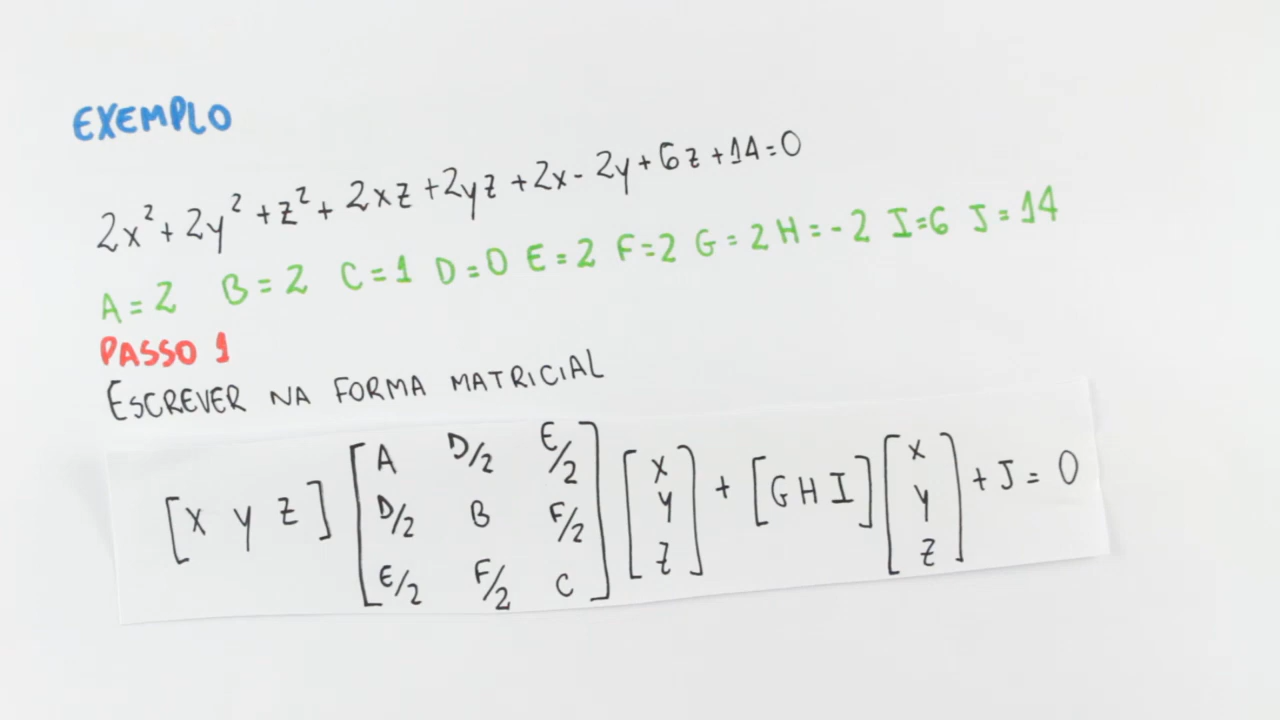 EXEMPLO
2x² + 2y² + z² + 2xz + 2yz + 2x - 2y + 6z + 14 = 0
A = 2 B = 2 C = 1 D = 0 E = 2 F = 2 G = 2 H = -2 I = 6 J = 14
PASSO 1
ESCREVER NA FORMA MATRICIAL
[x y z] [A D/2 E/2; D/2 B F/2; E/2 F/2 C] [x; y; z] + [G H I] [x; y; z] + J = 0